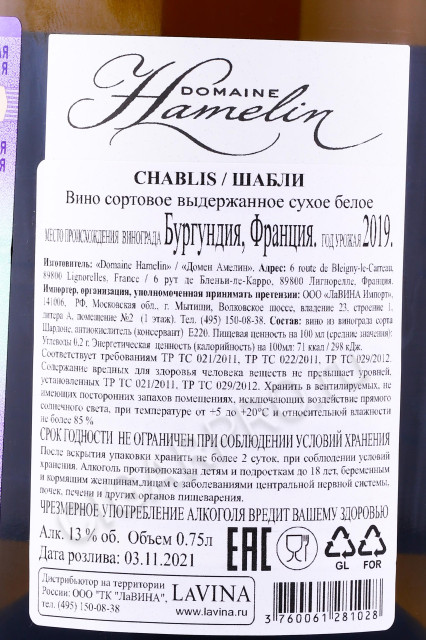 DOMAINE
Hamelin
CHABLIS / ШАБЛИ
Вино сортовое выдержанное сухое белое
МЕСТО ПРОИСХОЖДЕНИЯ ВИНОГРАДА Бургундия, Франция. ГОД УРОЖАЯ 2019.
Изготовитель: «Domaine Hamelin» / «Домен Амелин». Адрес: 6 route de Bleigny-le-Carreau,
89800 Lignorelles, France / 6 рут де Бленьи-ле-Карро, 89800 Линьорелле, Франция.
Импортер, организация, уполномоченная принимать претензии: ООО «ЛаВИНА Импорт»,
141006, РФ, Московская обл., г. Мытищи, Волковское шоссе, владение 23, строение 1,
литера А, помещение №2 (1 этаж). Тел. (495) 150-08-38. Состав: вино из винограда сорта
Шардоне, антиокислитель (консервант) Е220. Пищевая ценность на 100 мл (средние значения):
Углеводы 0,2 г. Энергетическая ценность (калорийность) на 100мл: 71 ккал / 298 кДж.
Соответствует требованиям ТР ТС 021/2011, ТР ТС 022/2011, ТР ТС 029/2012.
Содержание вредных для здоровья человека веществ не превышает уровней,
установленных ТР ТС 021/2011, ТР ТС 029/2012. Хранить в вентилируемых, не
имеющих посторонних запахов помещениях, исключающих воздействие прямого
солнечного света, при температуре от +5 до +20°С и относительной влажности
не более 85 %
СРОК ГОДНОСТИ НЕ ОГРАНИЧЕН ПРИ СОБЛЮДЕНИИ УСЛОВИЙ ХРАНЕНИЯ
После вскрытия упаковки хранить не более 2 суток, при соблюдении условий
хранения. Алкоголь противопоказан детям и подросткам до 18 лет, беременным
и кормящим женщинам, лицам с заболеваниями центральной нервной системы,
почек, печени и других органов пищеварения.
ЧРЕЗМЕРНОЕ УПОТРЕБЛЕНИЕ АЛКОГОЛЯ ВРЕДИТ ВАШЕМУ ЗДОРОВЬЮ
Алк. 13 % об. Объем 0.75л
Дата розлива: 03.11.2021
EAC
GL FOR
Дистрибьютор на территории
России: ООО "ТК "ЛаВИНА",
тел. (495) 150-08-38
LAVINA
www.lavina.ru
3 760061 281028